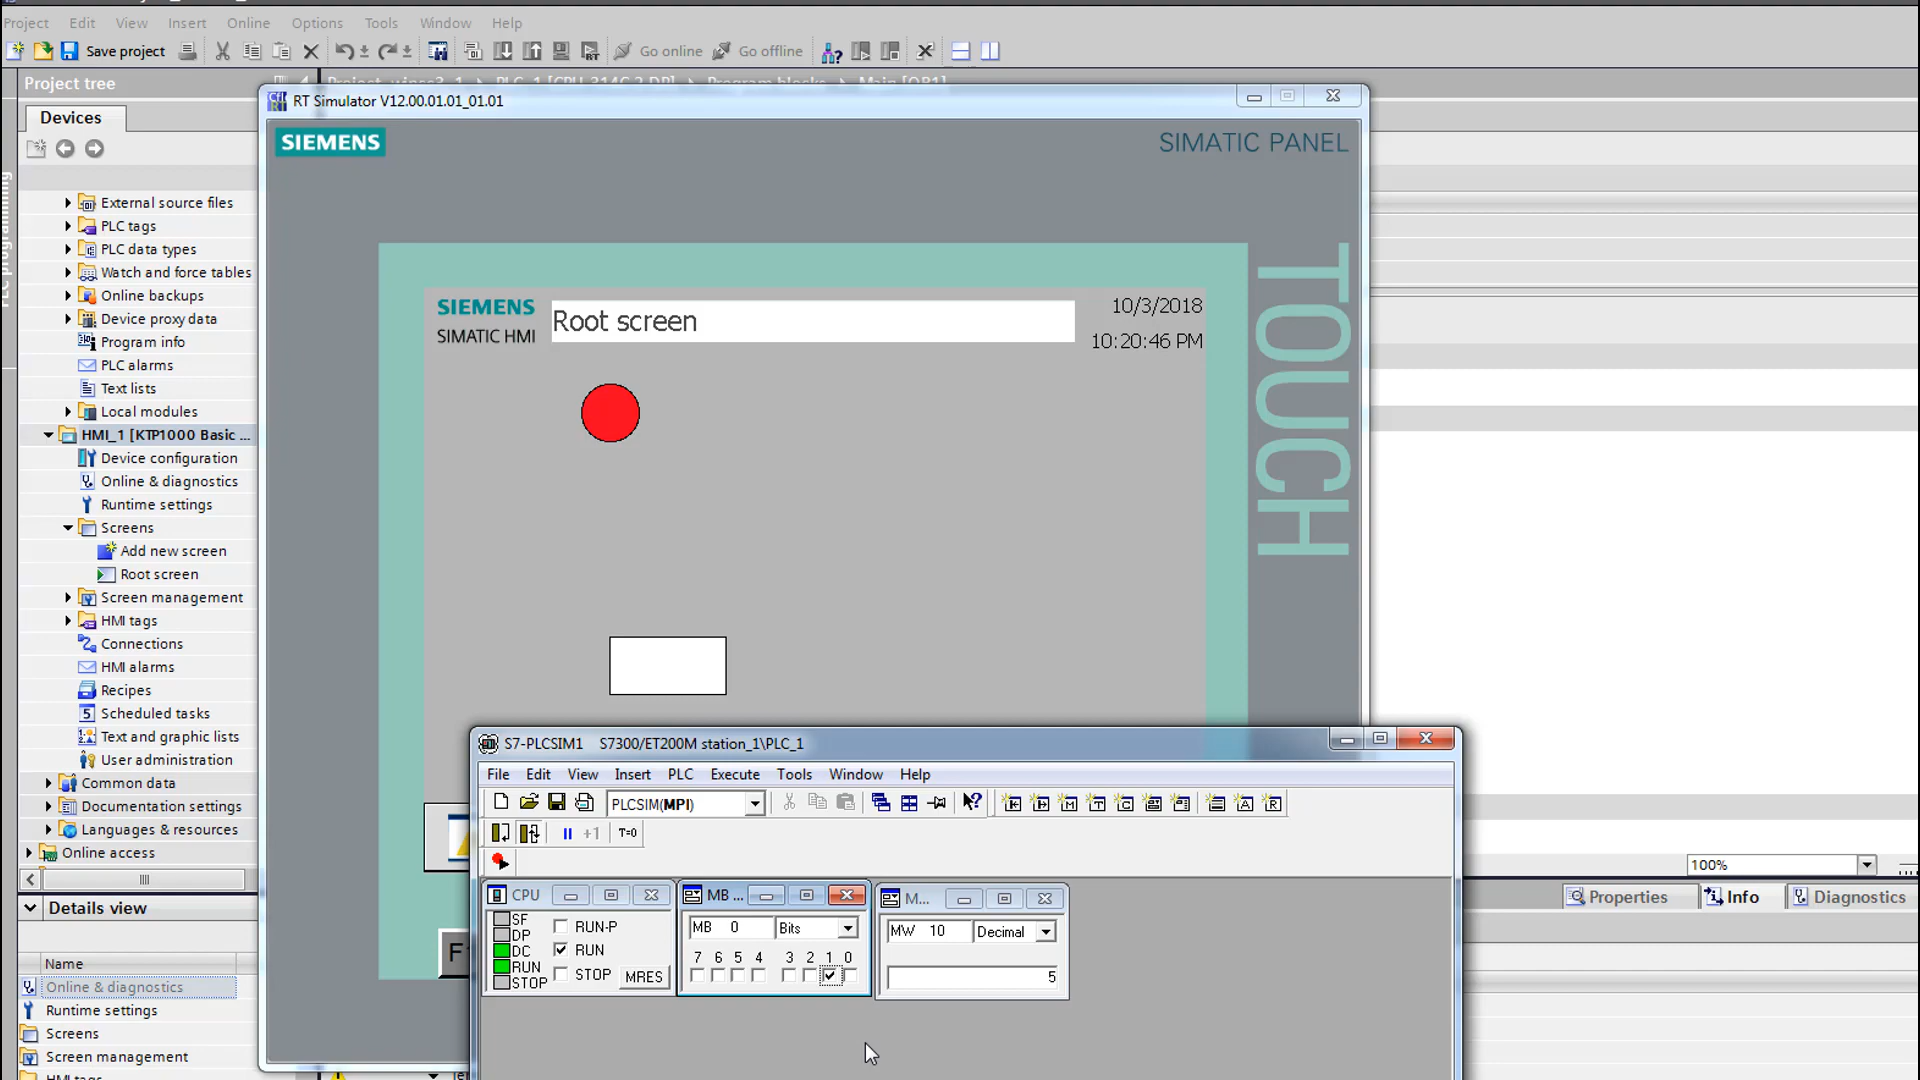 Project Edit View Insert Online Options Tools Window Help
Save project Go online Go offline
Project tree
Devices
External source files
PLC tags
PLC data types
Watch and force tables
Online backups
Device proxy data
Program info
PLC alarms
Text lists
Local modules
HMI_1 [KTP1000 Basic ...
Device configuration
Online & diagnostics
Runtime settings
Screens
Add new screen
Root screen
Screen management
HMI tags
Connections
HMI alarms
Recipes
Scheduled tasks
Text and graphic lists
User administration
Common data
Documentation settings
Languages & resources
Online access
Details view
Name
Online & diagnostics
Runtime settings
Screens
Screen management
HMI tags
RT Simulator V12.00.01.01_01.01
SIEMENS
SIMATIC PANEL
TOUCH
SIEMENS
SIMATIC HMI
Root screen
10/3/2018
10:20:46 PM
S7-PLCSIM1 S7300/ET200M station_1\PLC_1
File Edit View Insert PLC Execute Tools Window Help
PLCSIM(MPI)
+1 T=0
CPU
SF
DP
DC
RUN
STOP
RUN-P
RUN
STOP MRES
MB ...
MB 0 Bits
7 6 5 4 3 2 1 0
M...
MW 10 Decimal
5
100%
Properties Info Diagnostics